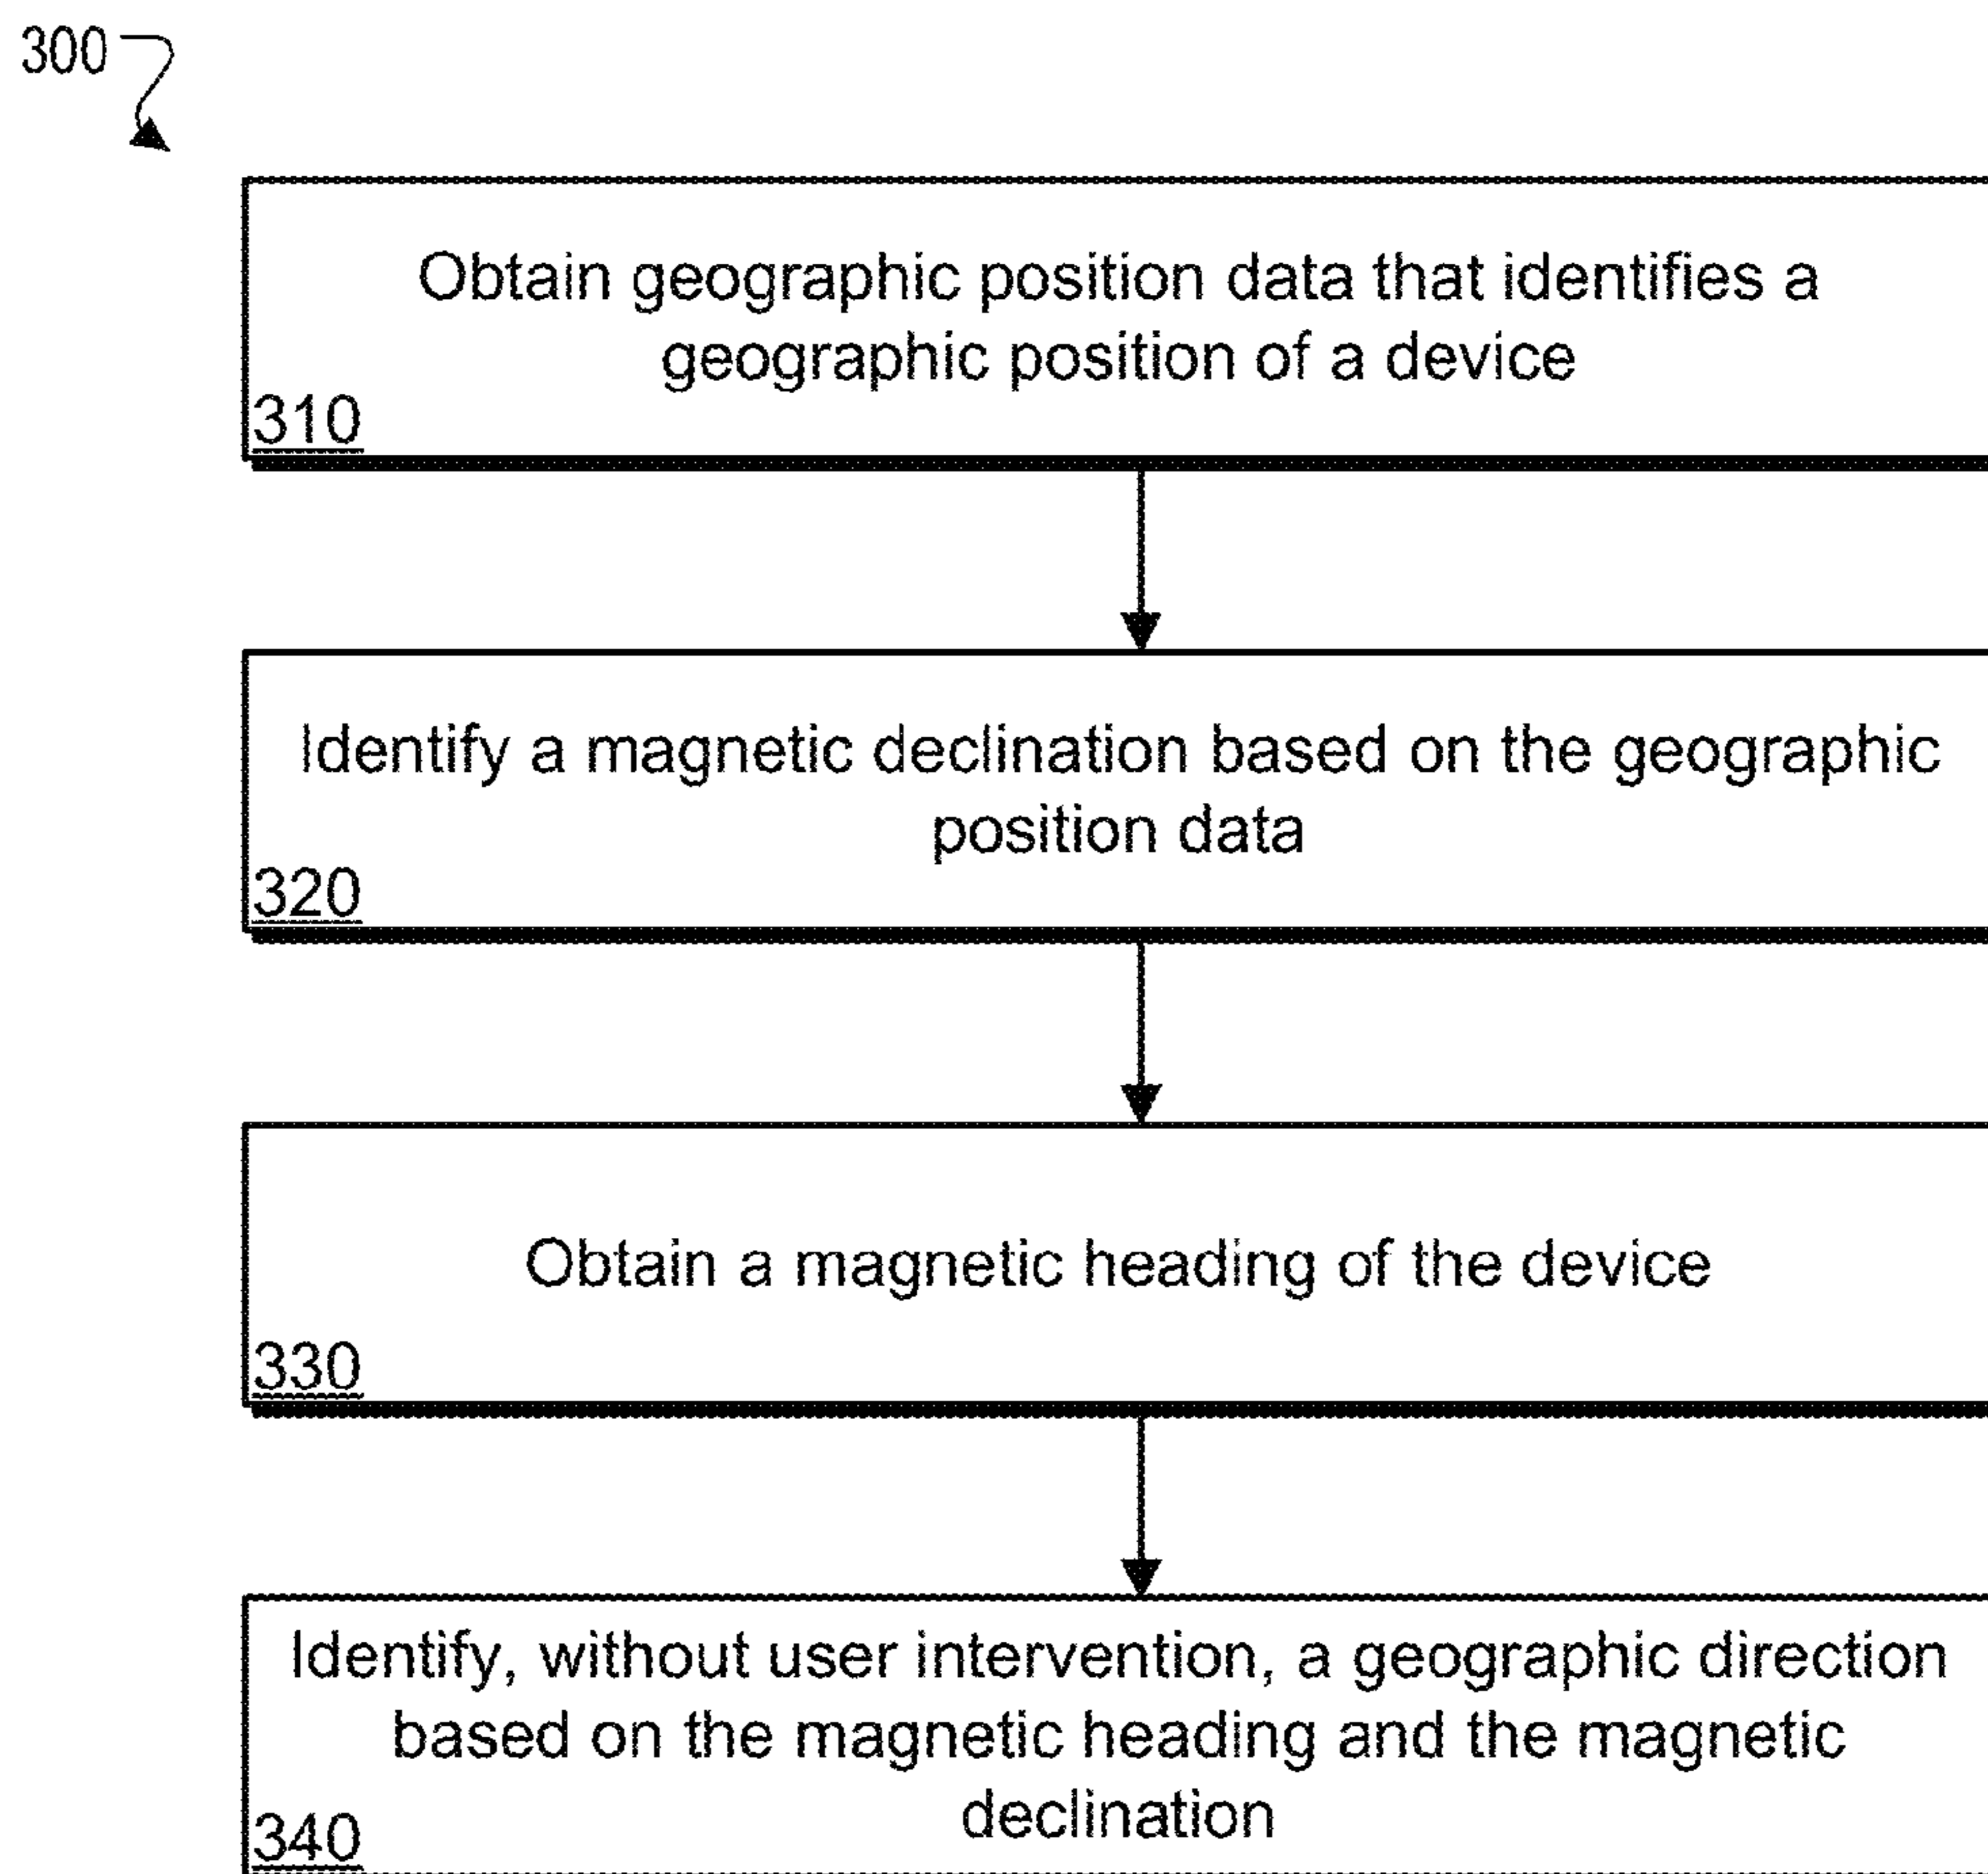 300
Obtain geographic position data that identifies a
geographic position of a device
310
Identify a magnetic declination based on the geographic
position data
320
Obtain a magnetic heading of the device
330
Identify, without user intervention, a geographic direction
based on the magnetic heading and the magnetic
declination
340